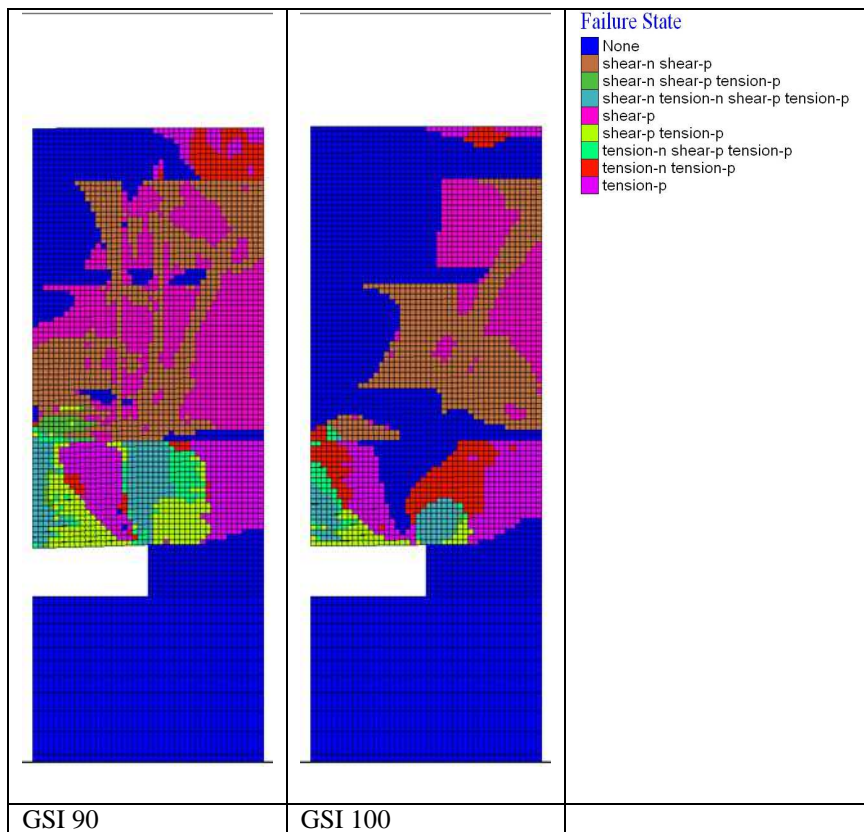 Failure State
None
shear-n shear-p
shear-n shear-p tension-p
shear-n tension-n shear-p tension-p
shear-p
shear-p tension-p
tension-n shear-p tension-p
tension-n tension-p
tension-p
GSI 90
GSI 100